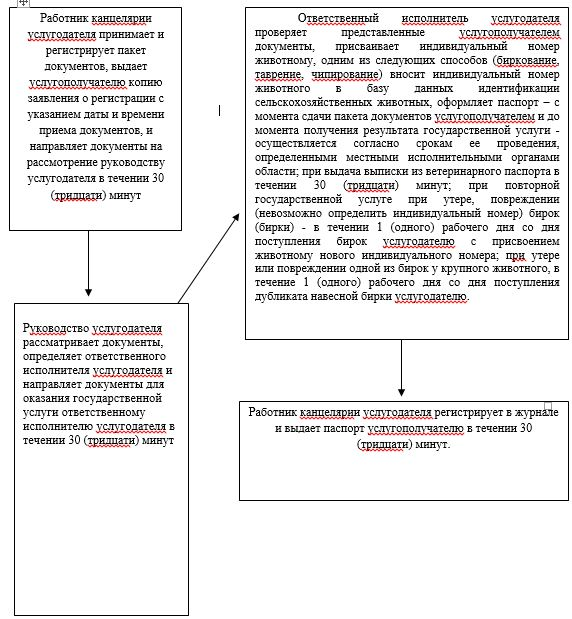 Работник канцелярии
услугодателя принимает и
регистрирует пакет
документов, выдает
услугополучателю копию
заявления о регистрации с
указанием даты и времени
приема документов, и
направляет документы на
рассмотрение руководству
услугодателя в течении 30
(тридцати) минут
Руководство услугодателя
рассматривает документы,
определяет ответственного
исполнителя услугодателя и
направляет документы для
оказания государственной
услуги ответственному
исполнителю услугодателя в
течении 30 (тридцати) минут
Ответственный исполнитель услугодателя
проверяет представленные услугополучателем
документы, присваивает индивидуальный номер
животному, одним из следующих способов (биркование,
таврение, чипирование) вносит индивидуальный номер
животного в базу данных идентификации
сельскохозяйственных животных, оформляет паспорт – с
момента сдачи пакета документов услугополучателем и до
момента получения результата государственной услуги -
осуществляется согласно срокам ее проведения,
определенными местными исполнительными органами
области; при выдача выписки из ветеринарного паспорта в
течении 30 (тридцати) минут; при повторной
государственной услуге при утере, повреждении
(невозможно определить индивидуальный номер) бирок
(бирки) - в течении 1 (одного) рабочего дня со дня
поступления бирок услугодателю с присвоением
животному нового индивидуального номера; при утере
или повреждении одной из бирок у крупного животного, в
течение 1 (одного) рабочего дня со дня поступления
дубликата навесной бирки услугодателю.
Работник канцелярии услугодателя регистрирует в журнале
и выдает паспорт услугополучателю в течении 30
(тридцати) минут.